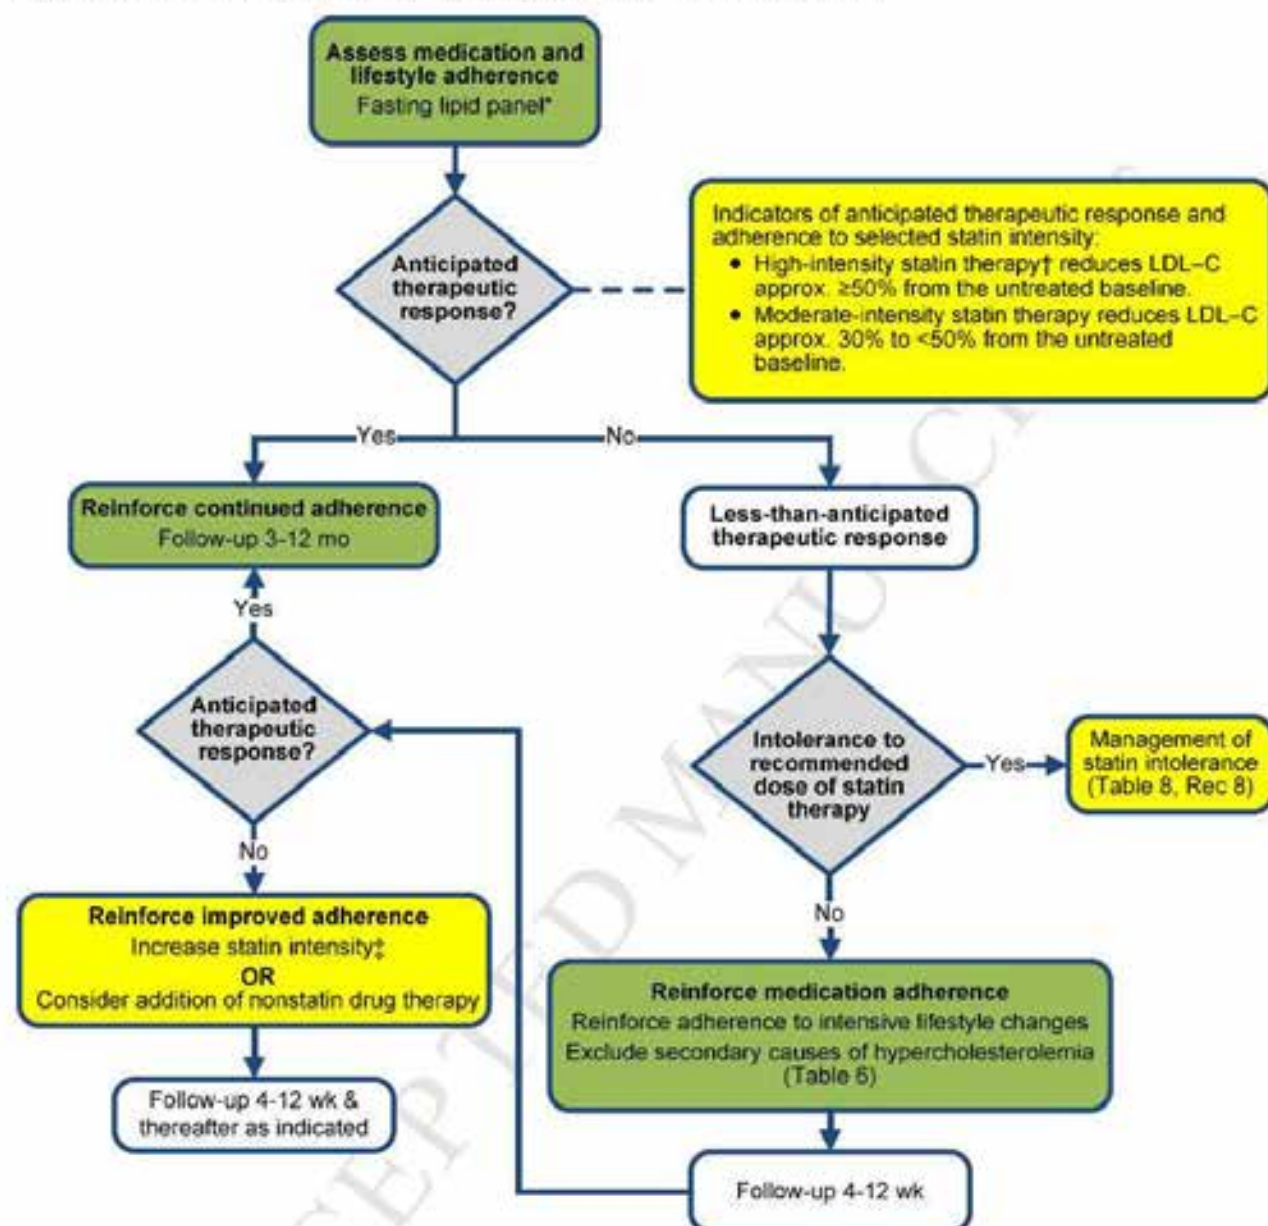 Assess medication and
lifestyle adherence
Fasting lipid panel*
Anticipated
therapeutic
response?
Indicators of anticipated therapeutic response and
adherence to selected statin intensity:
• High-intensity statin therapy† reduces LDL–C
approx. ≥50% from the untreated baseline.
• Moderate-intensity statin therapy reduces LDL–C
approx. 30% to <50% from the untreated
baseline.
Yes
No
Reinforce continued adherence
Follow-up 3-12 mo
Less-than-anticipated
therapeutic response
Yes
Anticipated
therapeutic
response?
Intolerance to
recommended
dose of statin
therapy
Yes
Management of
statin intolerance
(Table 8, Rec 8)
No
No
Reinforce improved adherence
Increase statin intensity‡
OR
Consider addition of nonstatin drug therapy
Reinforce medication adherence
Reinforce adherence to intensive lifestyle changes
Exclude secondary causes of hypercholesterolemia
(Table 6)
Follow-up 4-12 wk &
thereafter as indicated
Follow-up 4-12 wk